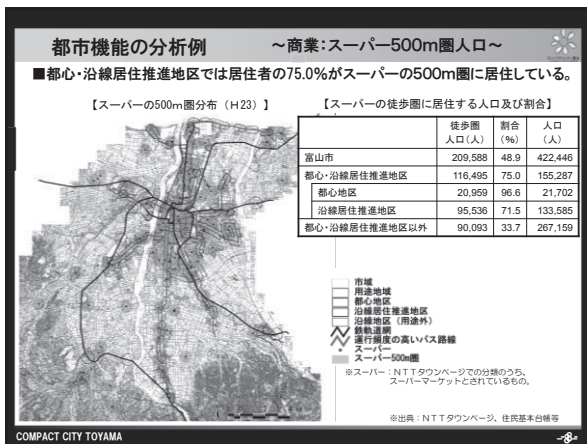 都市機能の分析例 ～商業：スーパー500m圏人口～
■都心・沿線居住推進地区では居住者の75.0%がスーパーの500m圏に居住している。
【スーパーの500m圏分布（H23）】
【スーパーの徒歩圏に居住する人口及び割合】
徒歩圏人口(人) 割合(%) 人口(人)
富山市 209,588 48.9 422,446
都心・沿線居住推進地区 116,495 75.0 155,287
都心地区 20,959 96.6 21,702
沿線居住推進地区 95,536 71.5 133,585
都心・沿線居住推進地区以外 90,093 33.7 267,159
市域
用途地域
都心地区
沿線居住推進地区
沿線地区（用途外）
鉄軌道網
運行頻度の高いバス路線
スーパー
スーパー500m圏
※スーパー：NTTタウンページでの分類のうち、
スーパーマーケットとされているもの。
※出典：NTTタウンページ、住民基本台帳等
COMPACT CITY TOYAMA
-8-